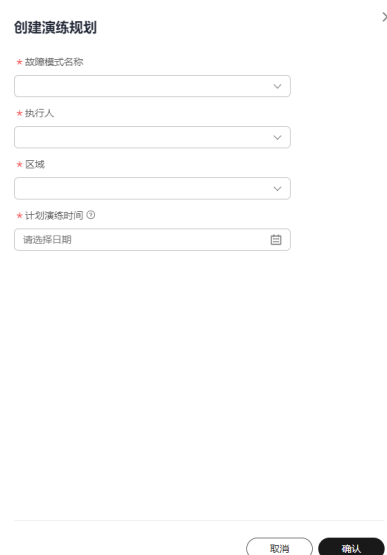 创建演练规划
* 故障模式名称
* 执行人
* 区域
* 计划演练时间
请选择日期
取消
确认